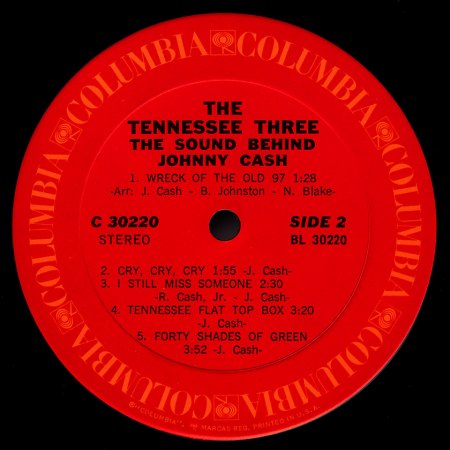 COLUMBIA COLUMBIA COLUMBIA COLUMBIA COLUMBIA COLUMBIA
THE
TENNESSEE THREE
THE SOUND BEHIND
JOHNNY CASH
1. WRECK OF THE OLD 97 1:28
-Arr: J. Cash - B. Johnston - N. Blake-
C 30220 SIDE 2
STEREO BL 30220
2. CRY, CRY, CRY 1:55 -J. Cash-
3. I STILL MISS SOMEONE 2.30
-R. Cash, Jr. - J. Cash-
4. TENNESSEE FLAT TOP BOX 3:20
-J. Cash-
5. FORTY SHADES OF GREEN
3:52 -J. Cash-
"COLUMBIA", MARCAS REG. PRINTED IN U.S.A.